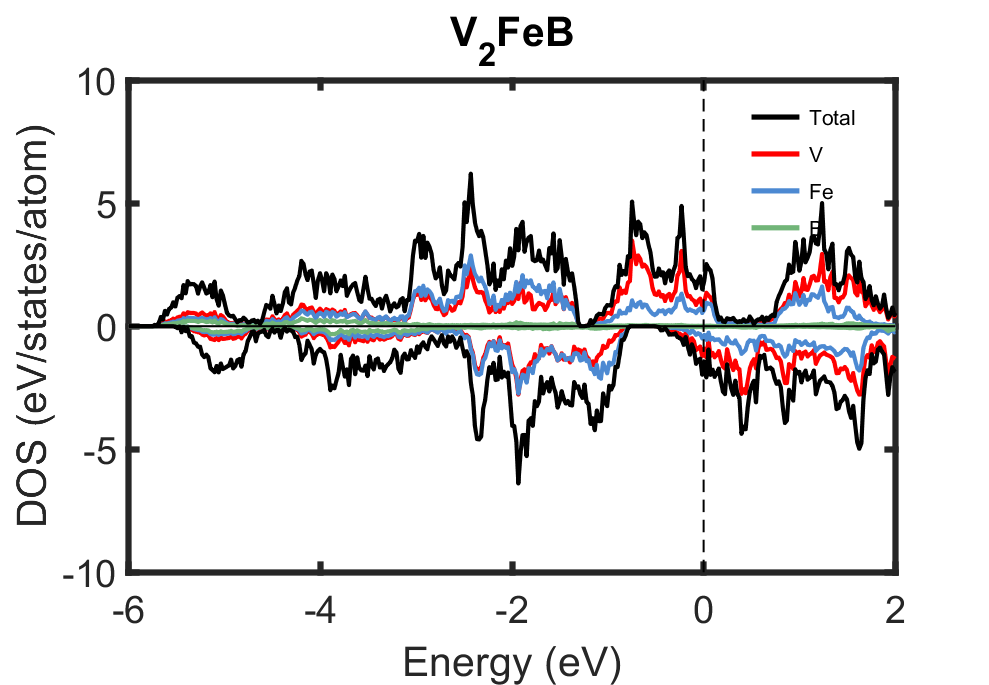 V₂FeB
10
5
0
-5
-10
DOS (eV/states/atom)
Total
V
Fe
B
-6 -4 -2 0 2
Energy (eV)